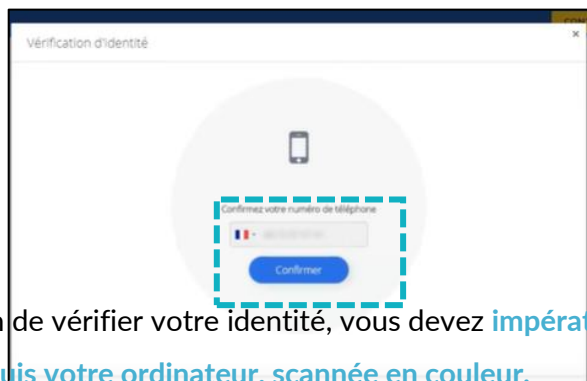 CON
Vérification d'identité
×
Confirmez votre numéro de téléphone
Confirmer
n de vérifier votre identité, vous devez impérat
uis votre ordinateur, scannée en couleur.